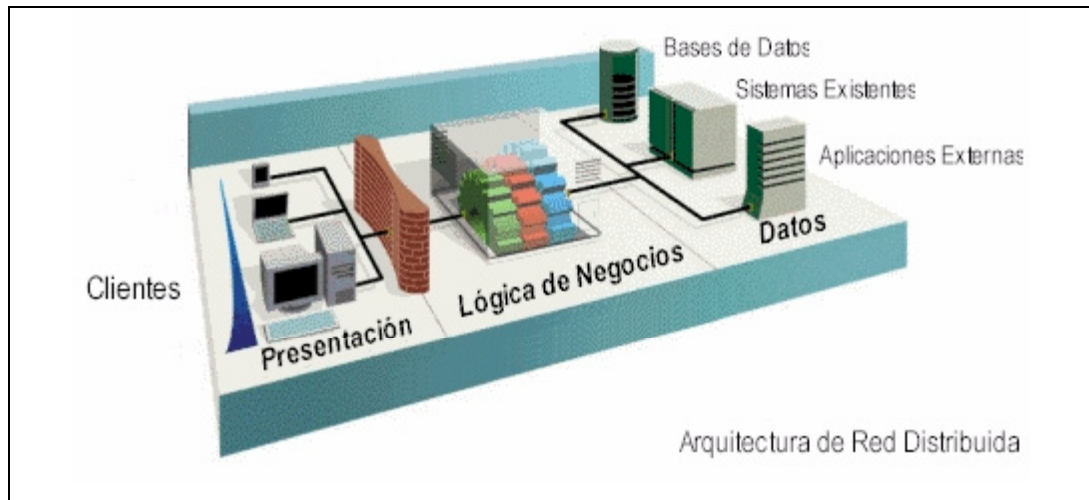 Bases de Datos
Sistemas Existentes
Aplicaciones Externas
Datos
Lógica de Negocios
Clientes
Presentación
Arquitectura de Red Distribuida